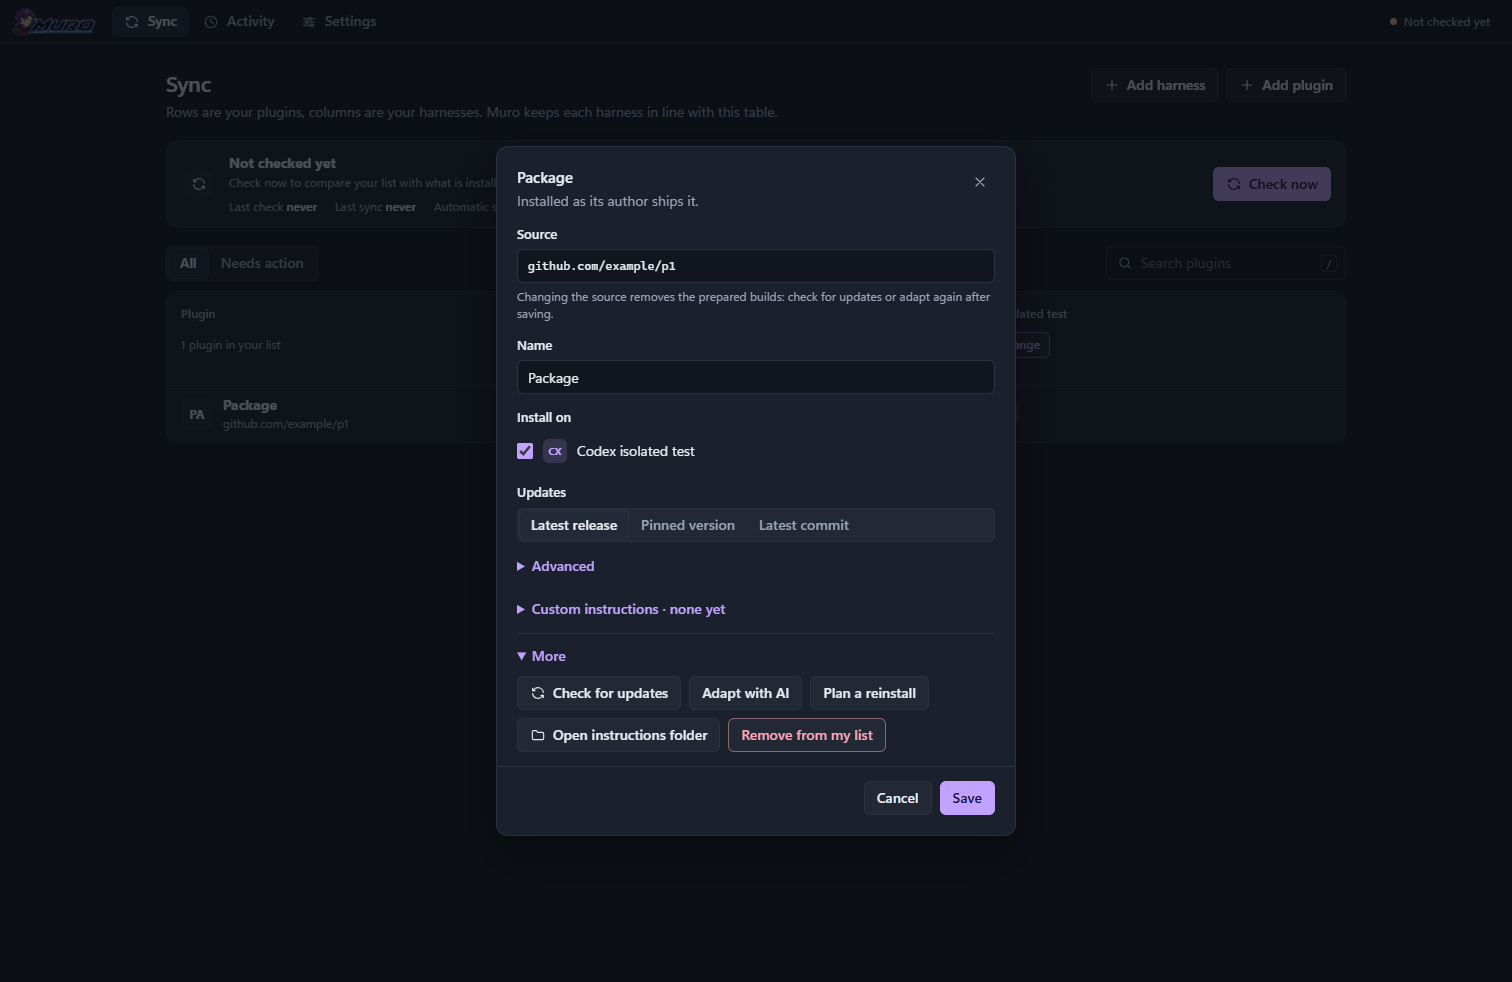 MURO
Sync
Activity
Settings
Not checked yet
Sync
Rows are your plugins, columns are your harnesses. Muro keeps each harness in line with this table.
+ Add harness
+ Add plugin
Not checked yet
Check now to compare your list with what is install
Last check never
Last sync never
Automatic s
Check now
All
Needs action
Search plugins
/
Plugin
lated test
1 plugin in your list
ange
PA
Package
github.com/example/p1
Package
Installed as its author ships it.
Source
github.com/example/p1
Changing the source removes the prepared builds: check for updates or adapt again after
saving.
Name
Package
Install on
CX
Codex isolated test
Updates
Latest release
Pinned version
Latest commit
Advanced
Custom instructions · none yet
More
Check for updates
Adapt with AI
Plan a reinstall
Open instructions folder
Remove from my list
Cancel
Save